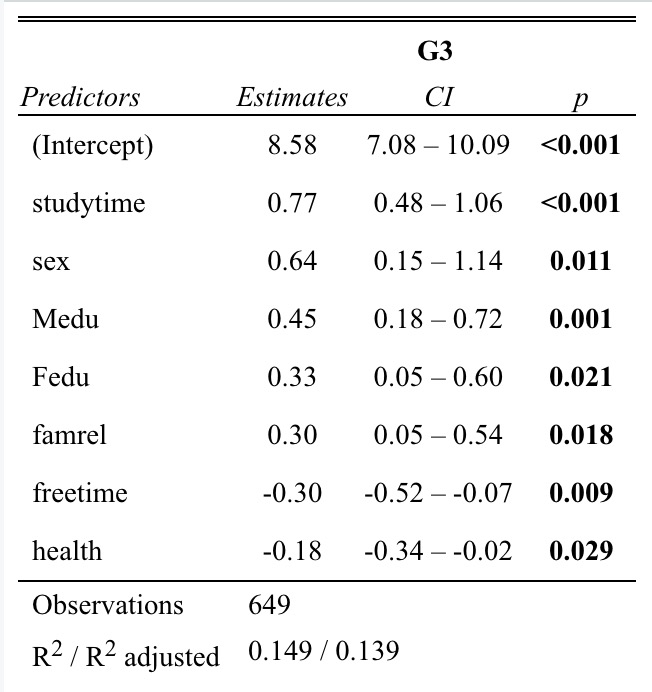 G3
Predictors Estimates CI p
(Intercept) 8.58 7.08 – 10.09 <0.001
studytime 0.77 0.48 – 1.06 <0.001
sex 0.64 0.15 – 1.14 0.011
Medu 0.45 0.18 – 0.72 0.001
Fedu 0.33 0.05 – 0.60 0.021
famrel 0.30 0.05 – 0.54 0.018
freetime -0.30 -0.52 – -0.07 0.009
health -0.18 -0.34 – -0.02 0.029
Observations 649
R² / R² adjusted 0.149 / 0.139